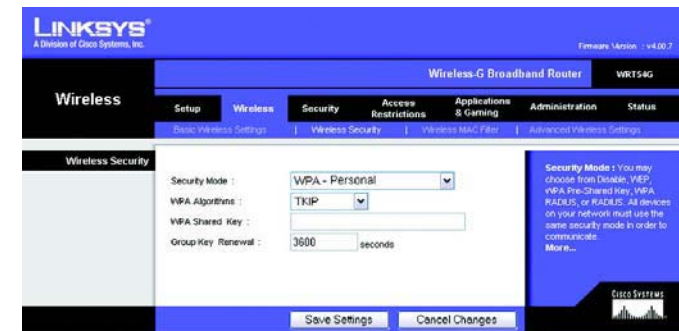 LINKSYS®
A Division of Cisco Systems, Inc.
Firmware Version : v4.00.7
Wireless-G Broadband Router WRT54G
Wireless
Setup Wireless Security Access Restrictions Applications & Gaming Administration Status
Basic Wireless Settings | Wireless Security | Wireless MAC Filter | Advanced Wireless Settings
Wireless Security
Security Mode :
WPA - Personal
WPA Algorithms :
TKIP
WPA Shared Key :
Group Key Renewal :
3600 seconds
Security Mode : You may
choose from Disable, WEP,
WPA Pre-Shared Key, WPA
RADIUS, or RADIUS. All devices
on your network must use the
same security mode in order to
communicate.
More...
CISCO SYSTEMS
Save Settings Cancel Changes